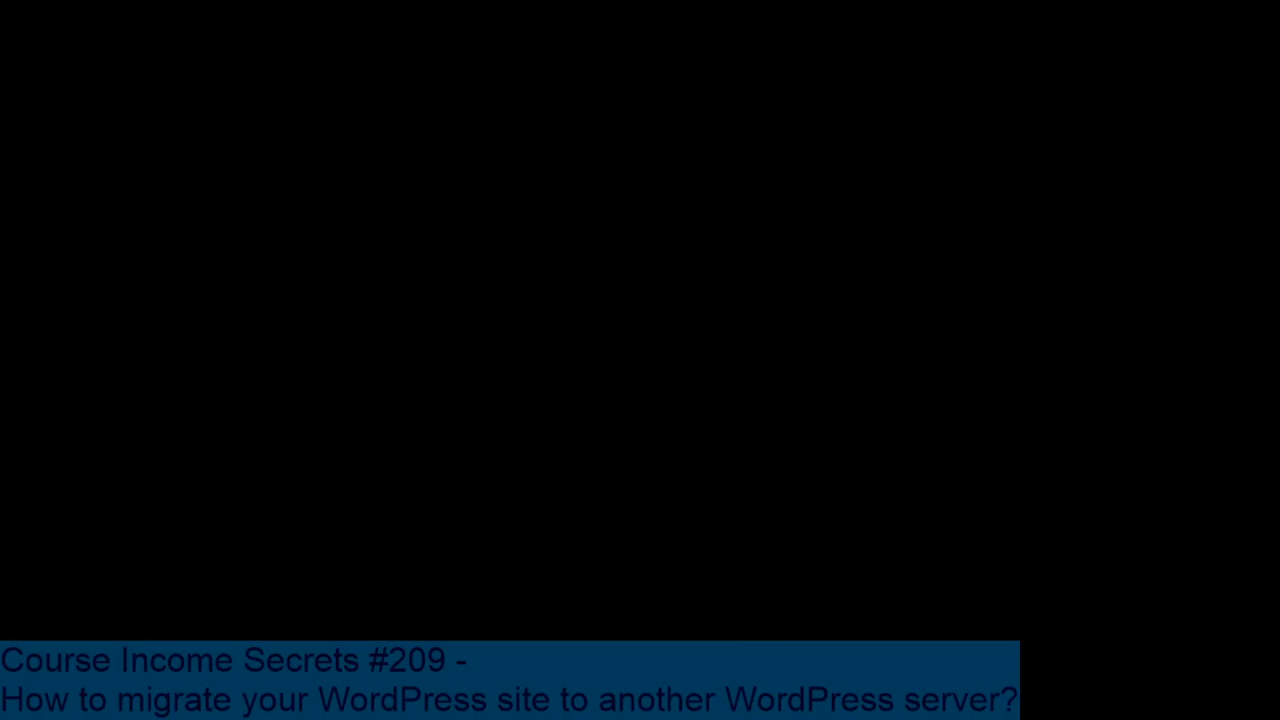 Course Income Secrets #209 -
How to migrate your WordPress site to another WordPress server?